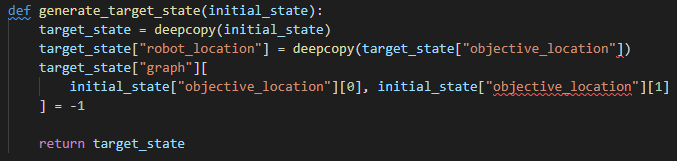 def generate_target_state(initial_state):
    target_state = deepcopy(initial_state)
    target_state["robot_location"] = deepcopy(target_state["objective_location"])
    target_state["graph"][
        initial_state["objective_location"][0], initial_state["objective_location"][1]
    ] = -1
    return target_state